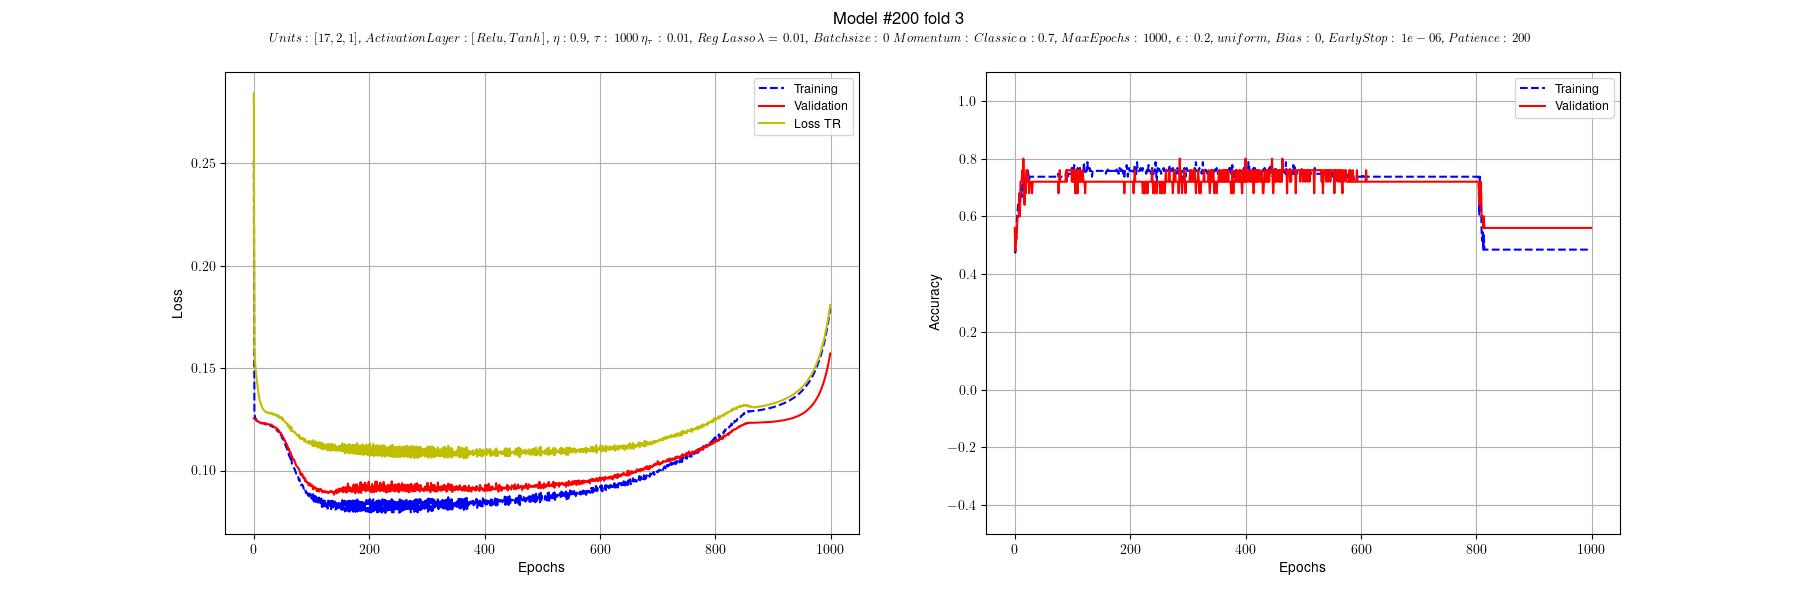 Model #200 fold 3
Units : [17, 2, 1], ActivationLayer : [Relu, Tanh], η : 0.9, τ : 1000 η_τ : 0.01, Reg Lasso λ = 0.01, Batchsize : 0 Momentum : Classic α : 0.7, MaxEpochs : 1000, ϵ : 0.2, uniform, Bias : 0, EarlyStop : 1e − 06, Patience : 200
Training
Validation
Loss TR
0.25
0.20
0.15
0.10
Loss
0 200 400 600 800 1000
Epochs
Training
Validation
1.0
0.8
0.6
0.4
0.2
0.0
−0.2
−0.4
Accuracy
0 200 400 600 800 1000
Epochs